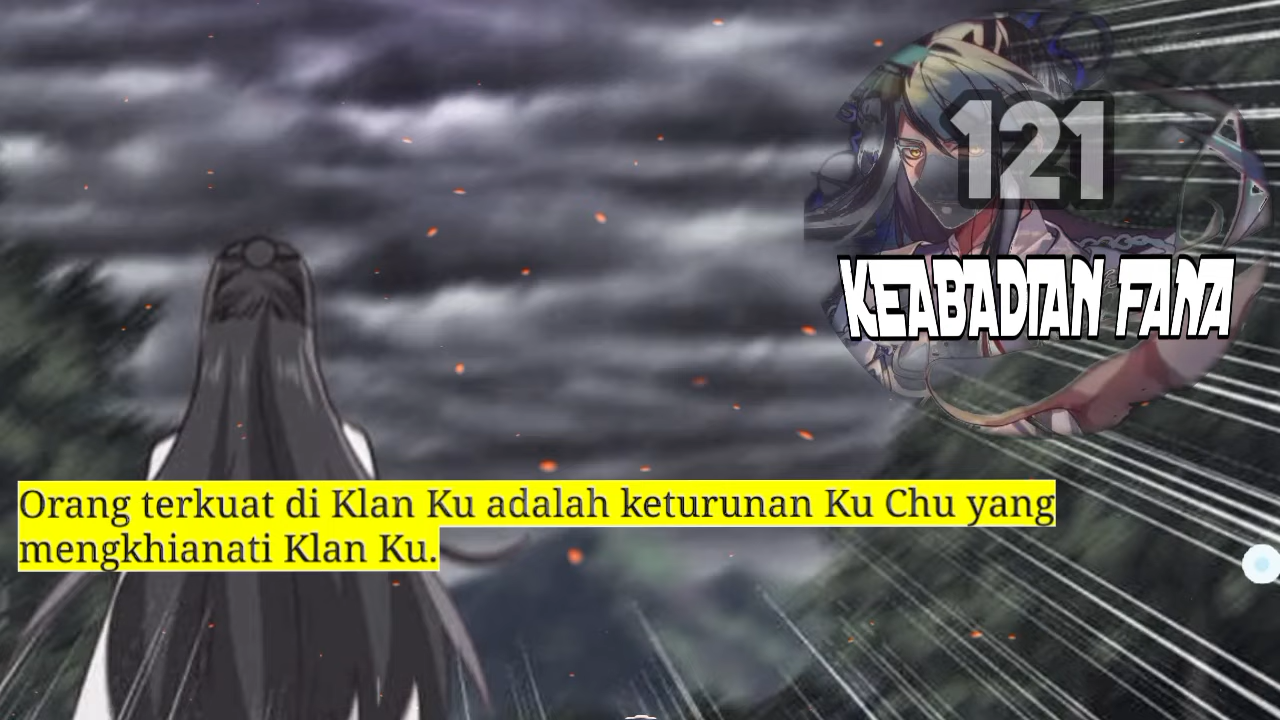 121
KEABADIAN FANA
Orang terkuat di Klan Ku adalah keturunan Ku Chu yang
mengkhianati Klan Ku.